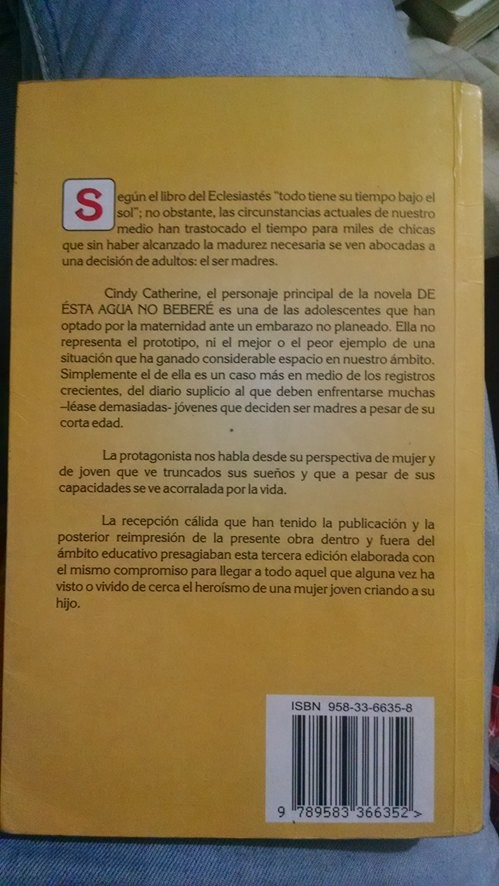 Según el libro del Eclesiastés "todo tiene su tiempo bajo el
sol"; no obstante, las circunstancias actuales de nuestro
medio han trastocado el tiempo para miles de chicas
que sin haber alcanzado la madurez necesaria se ven abocadas
a una decisión de adultos: el ser madres.
Cindy Catherine, el personaje principal de la novela DE
ÉSTA AGUA NO BEBERÉ es una de las adolescentes que han
optado por la maternidad ante un embarazo no planeado. Ella no
representa el prototipo, ni el mejor o el peor ejemplo de una
situación que ha ganado considerable espacio en nuestro ámbito.
Simplemente el de ella es un caso más en medio de los registros
crecientes, del diario suplicio al que deben enfrentarse muchas
–léase demasiadas- jóvenes que deciden ser madres a pesar de su
corta edad.
La protagonista nos habla desde su perspectiva de mujer y
de joven que ve truncados sus sueños y que a pesar de sus
capacidades se ve acorralada por la vida.
La recepción cálida que han tenido la publicación y la
posterior reimpresión de la presente obra dentro y fuera del
ámbito educativo presagiaban esta tercera edición elaborada con
el mismo compromiso para llegar a todo aquel que alguna vez ha
visto o vivido de cerca el heroísmo de una mujer joven criando a su
hijo.
ISBN 958-33-6635-8
9 789583 366352>